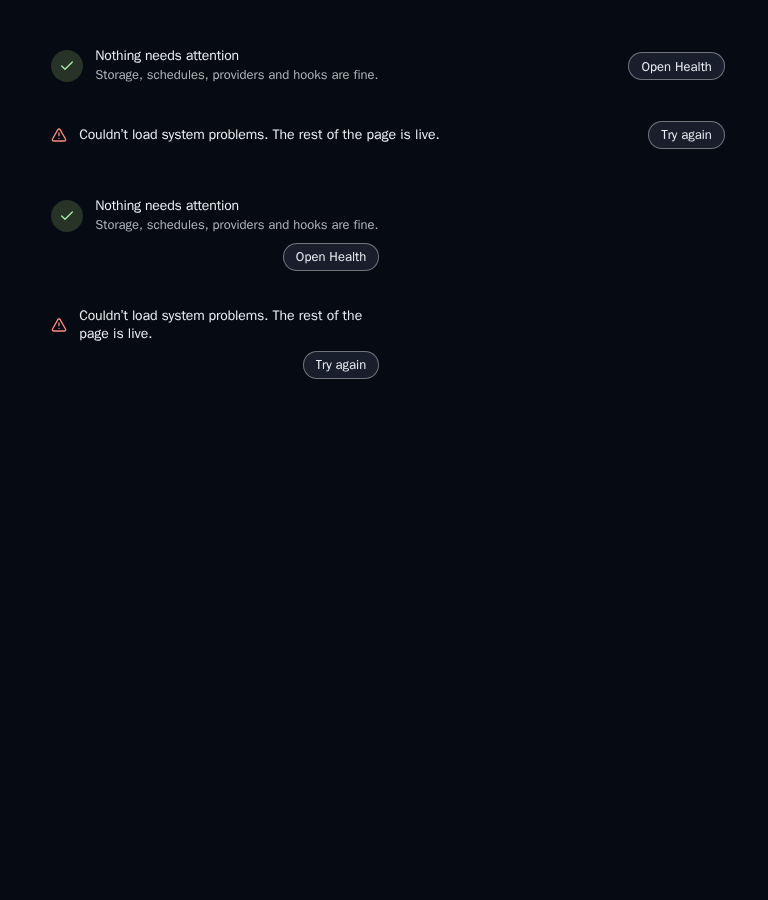 Nothing needs attention
Storage, schedules, providers and hooks are fine.
Open Health
Couldn't load system problems. The rest of the page is live.
Try again
Nothing needs attention
Storage, schedules, providers and hooks are fine.
Open Health
Couldn't load system problems. The rest of the
page is live.
Try again